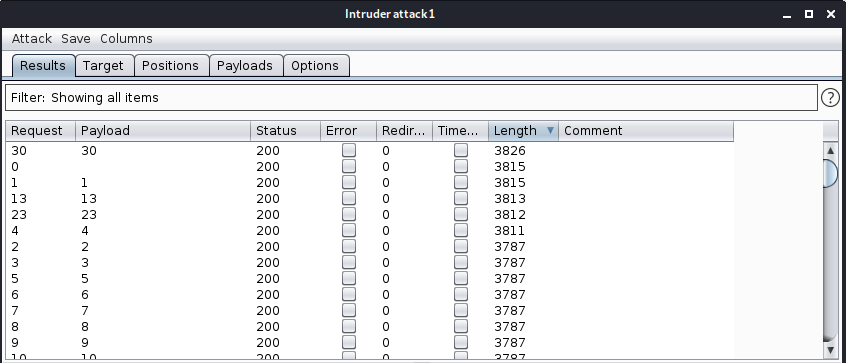 Intruder attack1
Attack Save Columns
Results Target Positions Payloads Options
Filter: Showing all items ?
Request Payload Status Error Redir... Time... Length Comment
30 30 200 0 3826
0 200 0 3815
1 1 200 0 3815
13 13 200 0 3813
23 23 200 0 3812
4 4 200 0 3811
2 2 200 0 3787
3 3 200 0 3787
5 5 200 0 3787
6 6 200 0 3787
7 7 200 0 3787
8 8 200 0 3787
9 9 200 0 3787
10 10 200 0 3787